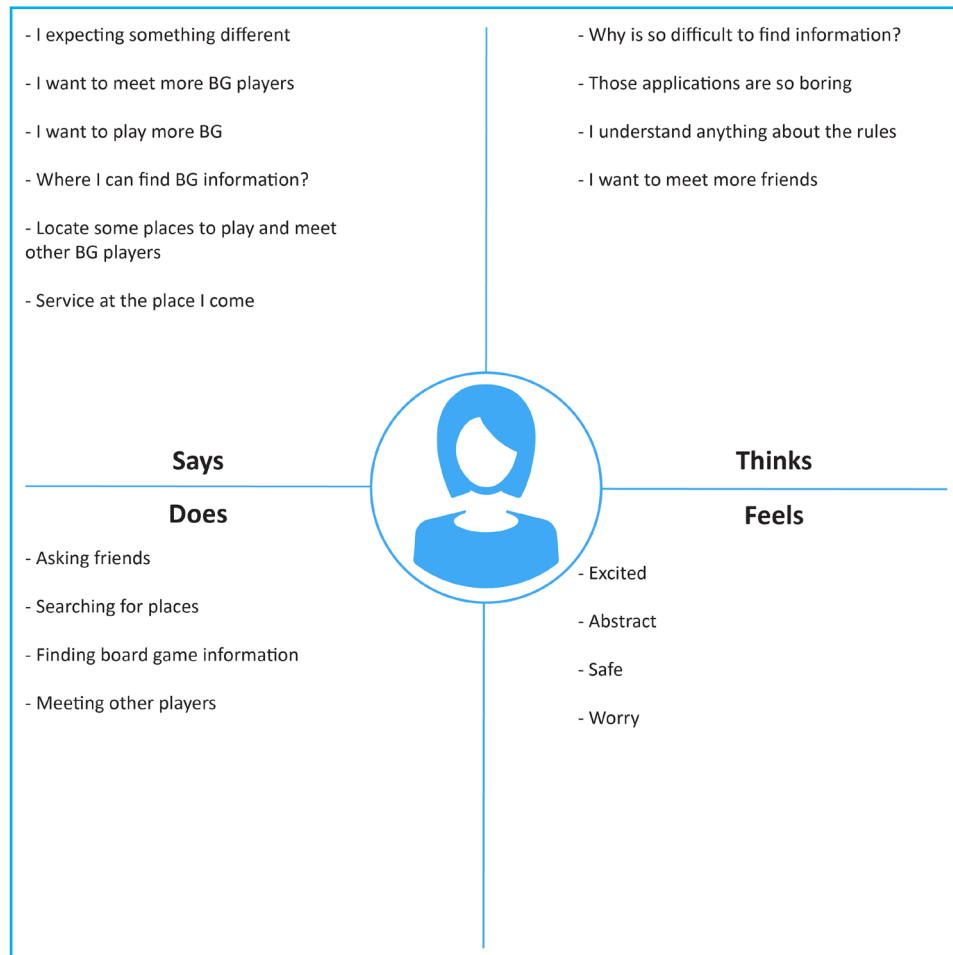 - I expecting something different
- I want to meet more BG players
- I want to play more BG
- Where I can find BG information?
- Locate some places to play and meet
other BG players
- Service at the place I come
Says
- Why is so difficult to find information?
- Those applications are so boring
- I understand anything about the rules
- I want to meet more friends
Thinks
Does
- Asking friends
- Searching for places
- Finding board game information
- Meeting other players
Feels
- Excited
- Abstract
- Safe
- Worry